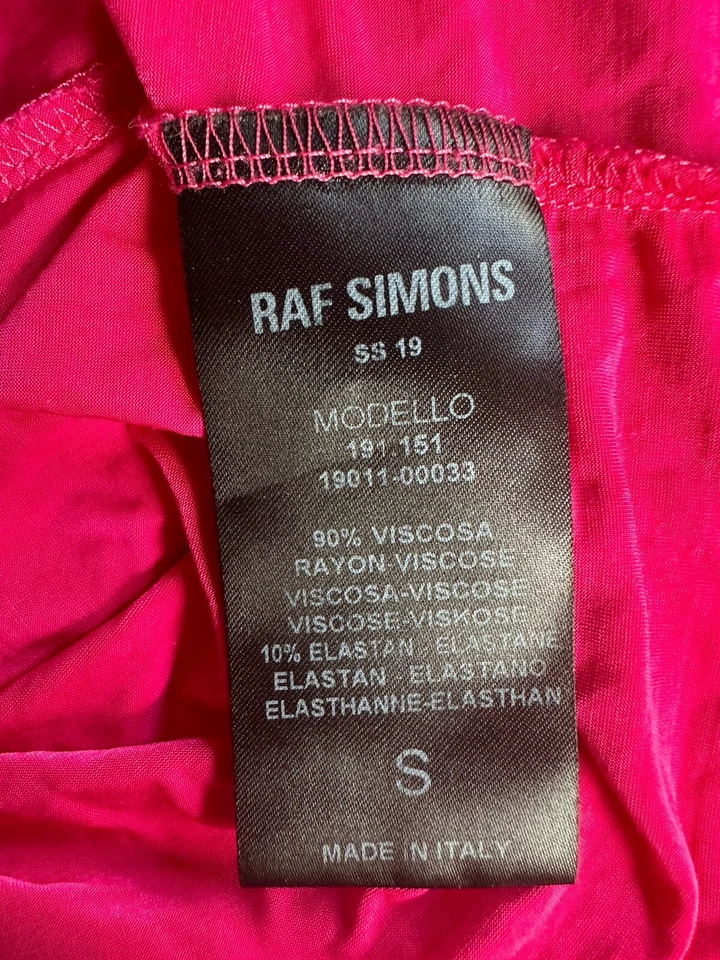 RAF SIMONS
SS 19
MODELLO
191 151
19011-00033
90% VISCOSA
RAYON VISCOSE
VISCOSA-VISCOSE
VISCOSE-VISKOSE
10% ELASTAN ELASTANE
ELASTAN ELASTANO
ELASTHANNE-ELASTHAN
S
MADE IN ITALY